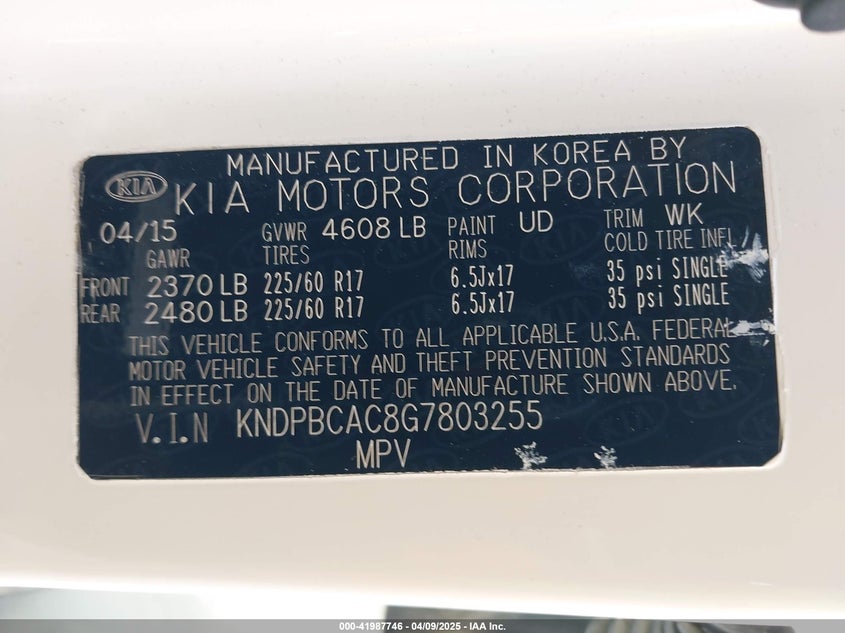 MANUFACTURED IN KOREA BY
KIA KIA MOTORS CORPORATION
04/15 GVWR 4608 LB PAINT UD TRIM WK
GAWR TIRES RIMS COLD TIRE INFL
FRONT 2370 LB 225/60 R17 6.5Jx17 35 psi SINGLE
REAR 2480 LB 225/60 R17 6.5Jx17 35 psi SINGLE
THIS VEHICLE CONFORMS TO ALL APPLICABLE U.S.A. FEDERAL
MOTOR VEHICLE SAFETY AND THEFT PREVENTION STANDARDS
IN EFFECT ON THE DATE OF MANUFACTURE SHOWN ABOVE.
V.I.N KNDPBCAC8G7803255
MPV
000-41987746 - 04/09/2025 - IAA Inc.